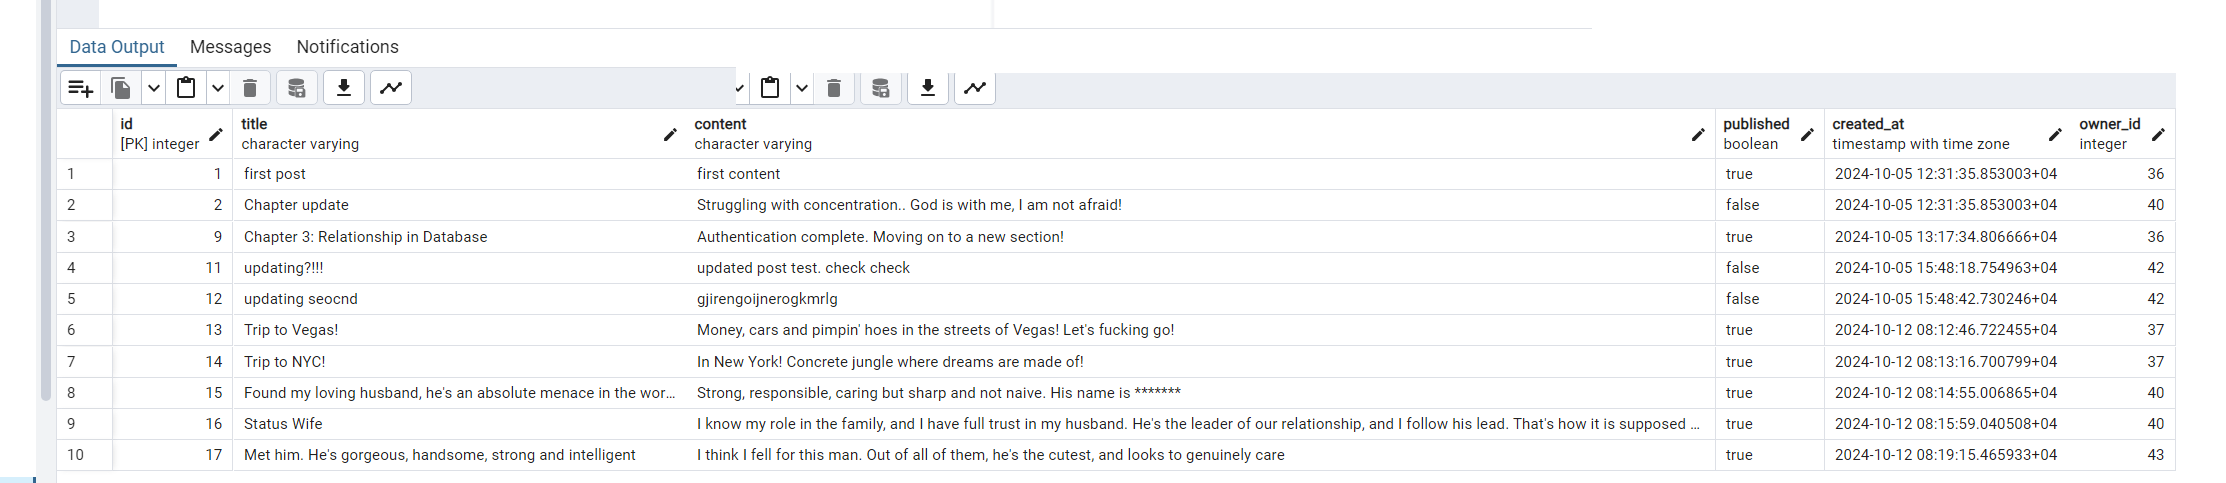 Data Output Messages Notifications
id title content published created_at owner_id
[PK] integer character varying character varying boolean timestamp with time zone integer
1 1 first post first content true 2024-10-05 12:31:35.853003+04 36
2 2 Chapter update Struggling with concentration.. God is with me, I am not afraid! false 2024-10-05 12:31:35.853003+04 40
3 9 Chapter 3: Relationship in Database Authentication complete. Moving on to a new section! true 2024-10-05 13:17:34.806666+04 36
4 11 updating?!!! updated post test. check check false 2024-10-05 15:48:18.754963+04 42
5 12 updating seocnd gjirengoijnerogkmrlg false 2024-10-05 15:48:42.730246+04 42
6 13 Trip to Vegas! Money, cars and pimpin' hoes in the streets of Vegas! Let's fucking go! true 2024-10-12 08:12:46.722455+04 37
7 14 Trip to NYC! In New York! Concrete jungle where dreams are made of! true 2024-10-12 08:13:16.700799+04 37
8 15 Found my loving husband, he's an absolute menace in the wor... Strong, responsible, caring but sharp and not naive. His name is ******* true 2024-10-12 08:14:55.006865+04 40
9 16 Status Wife I know my role in the family, and I have full trust in my husband. He's the leader of our relationship, and I follow his lead. That's how it is supposed ... true 2024-10-12 08:15:59.040508+04 40
10 17 Met him. He's gorgeous, handsome, strong and intelligent I think I fell for this man. Out of all of them, he's the cutest, and looks to genuinely care true 2024-10-12 08:19:15.465933+04 43